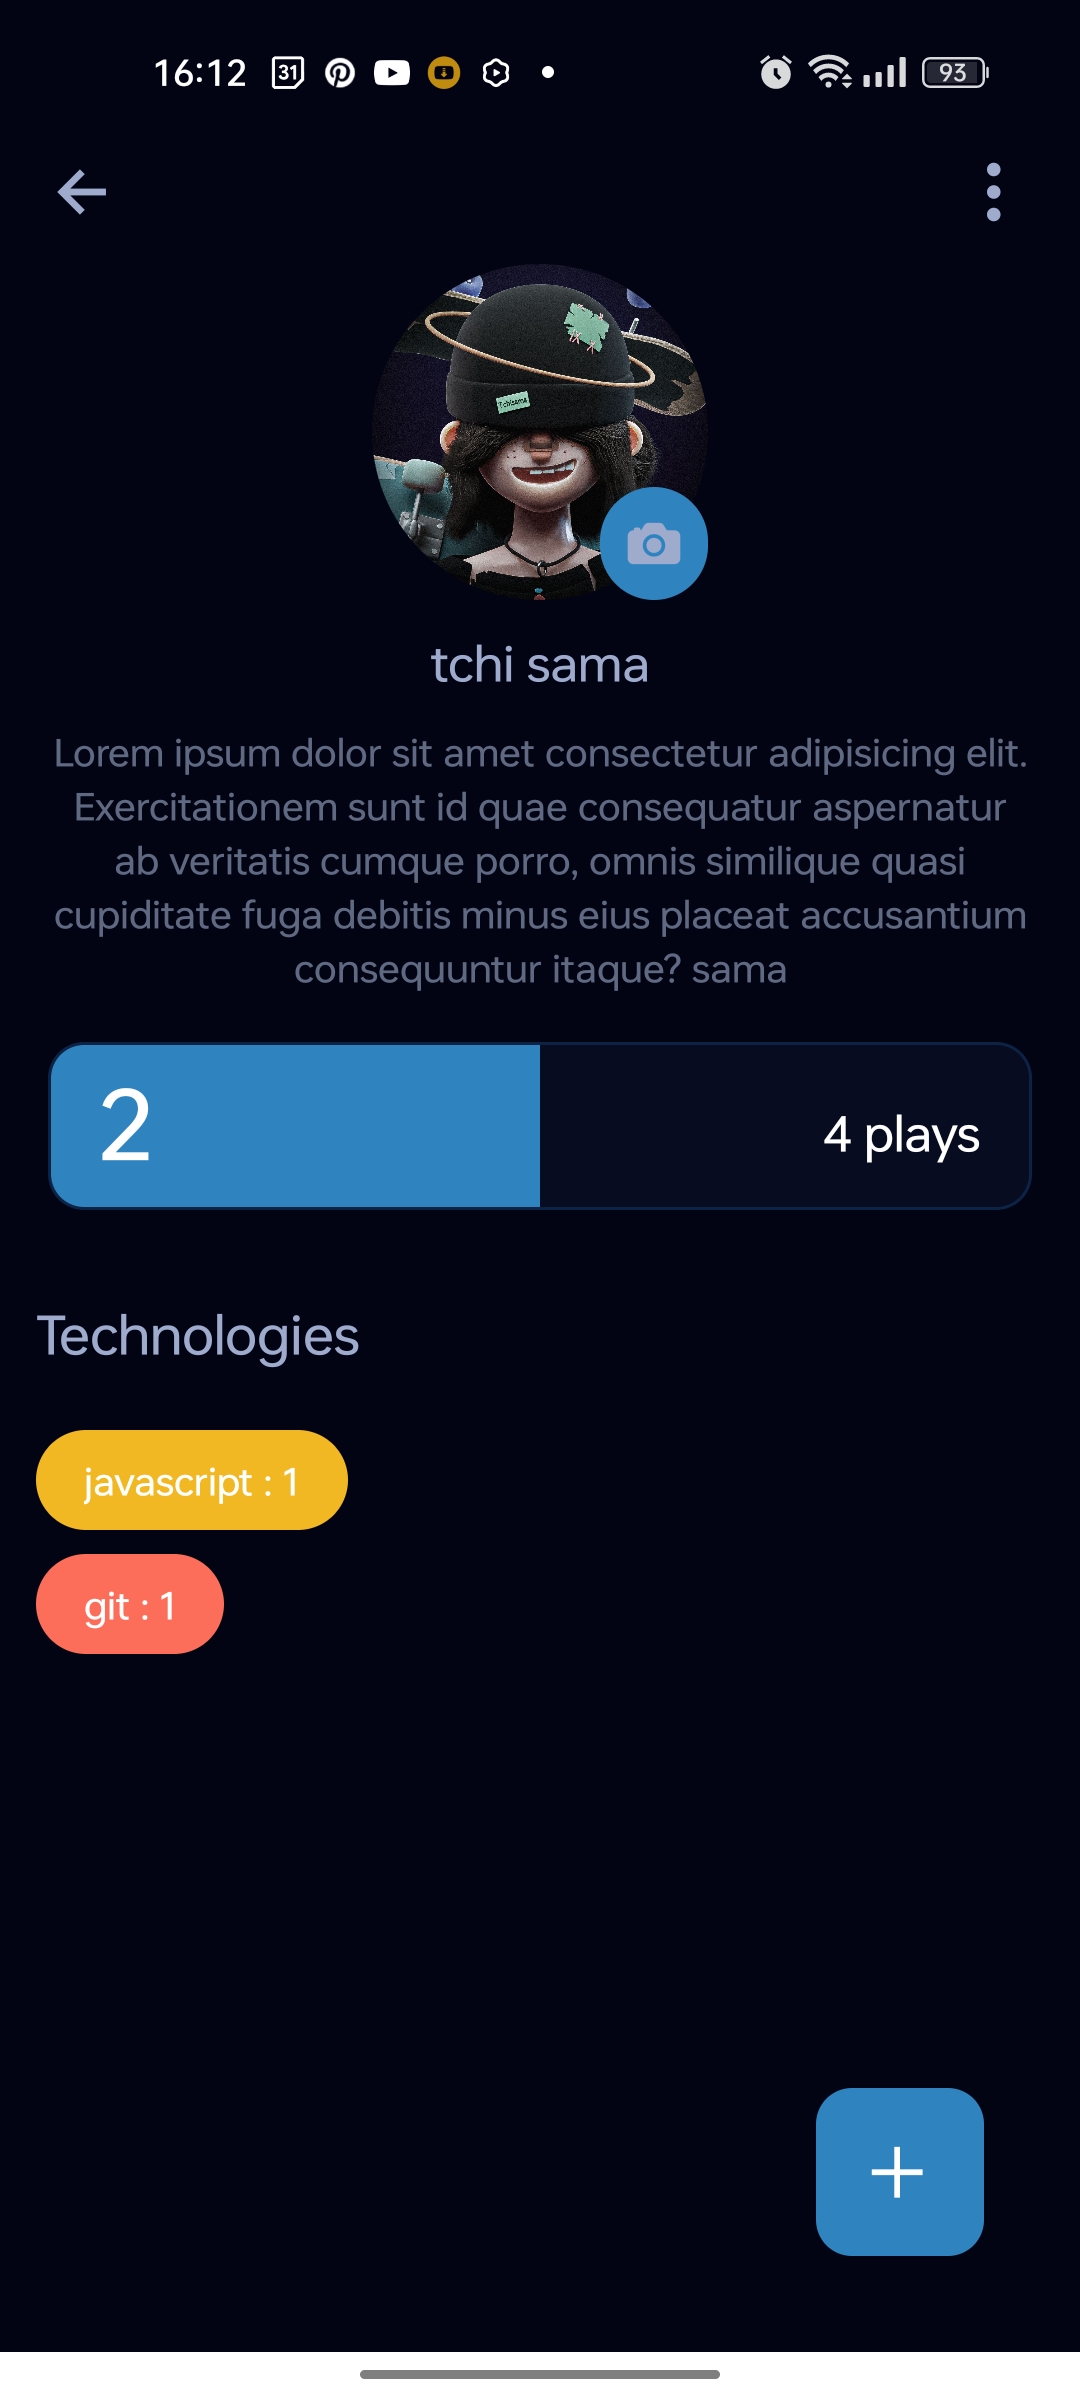 16:12
31
93
Tchisama
tchi sama
Lorem ipsum dolor sit amet consectetur adipisicing elit.
Exercitationem sunt id quae consequatur aspernatur
ab veritatis cumque porro, omnis similique quasi
cupiditate fuga debitis minus eius placeat accusantium
consequuntur itaque? sama
2
4 plays
Technologies
javascript : 1
git : 1